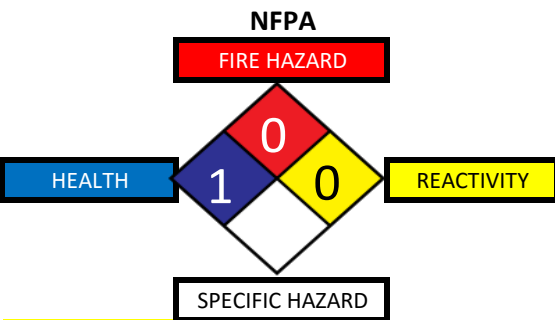 NFPA
FIRE HAZARD
0
HEALTH 1 0 REACTIVITY
SPECIFIC HAZARD